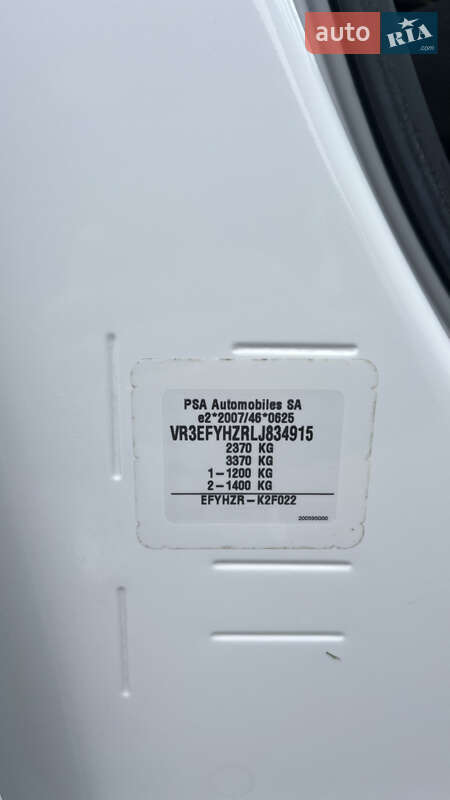 auto RIA.com
PSA Automobiles SA
e2*2007/46*0625
VR3EFYHZRLJ834915
2370 KG
3370 KG
1-1200 KG
2-1400 KG
EFYHZR-K2F022